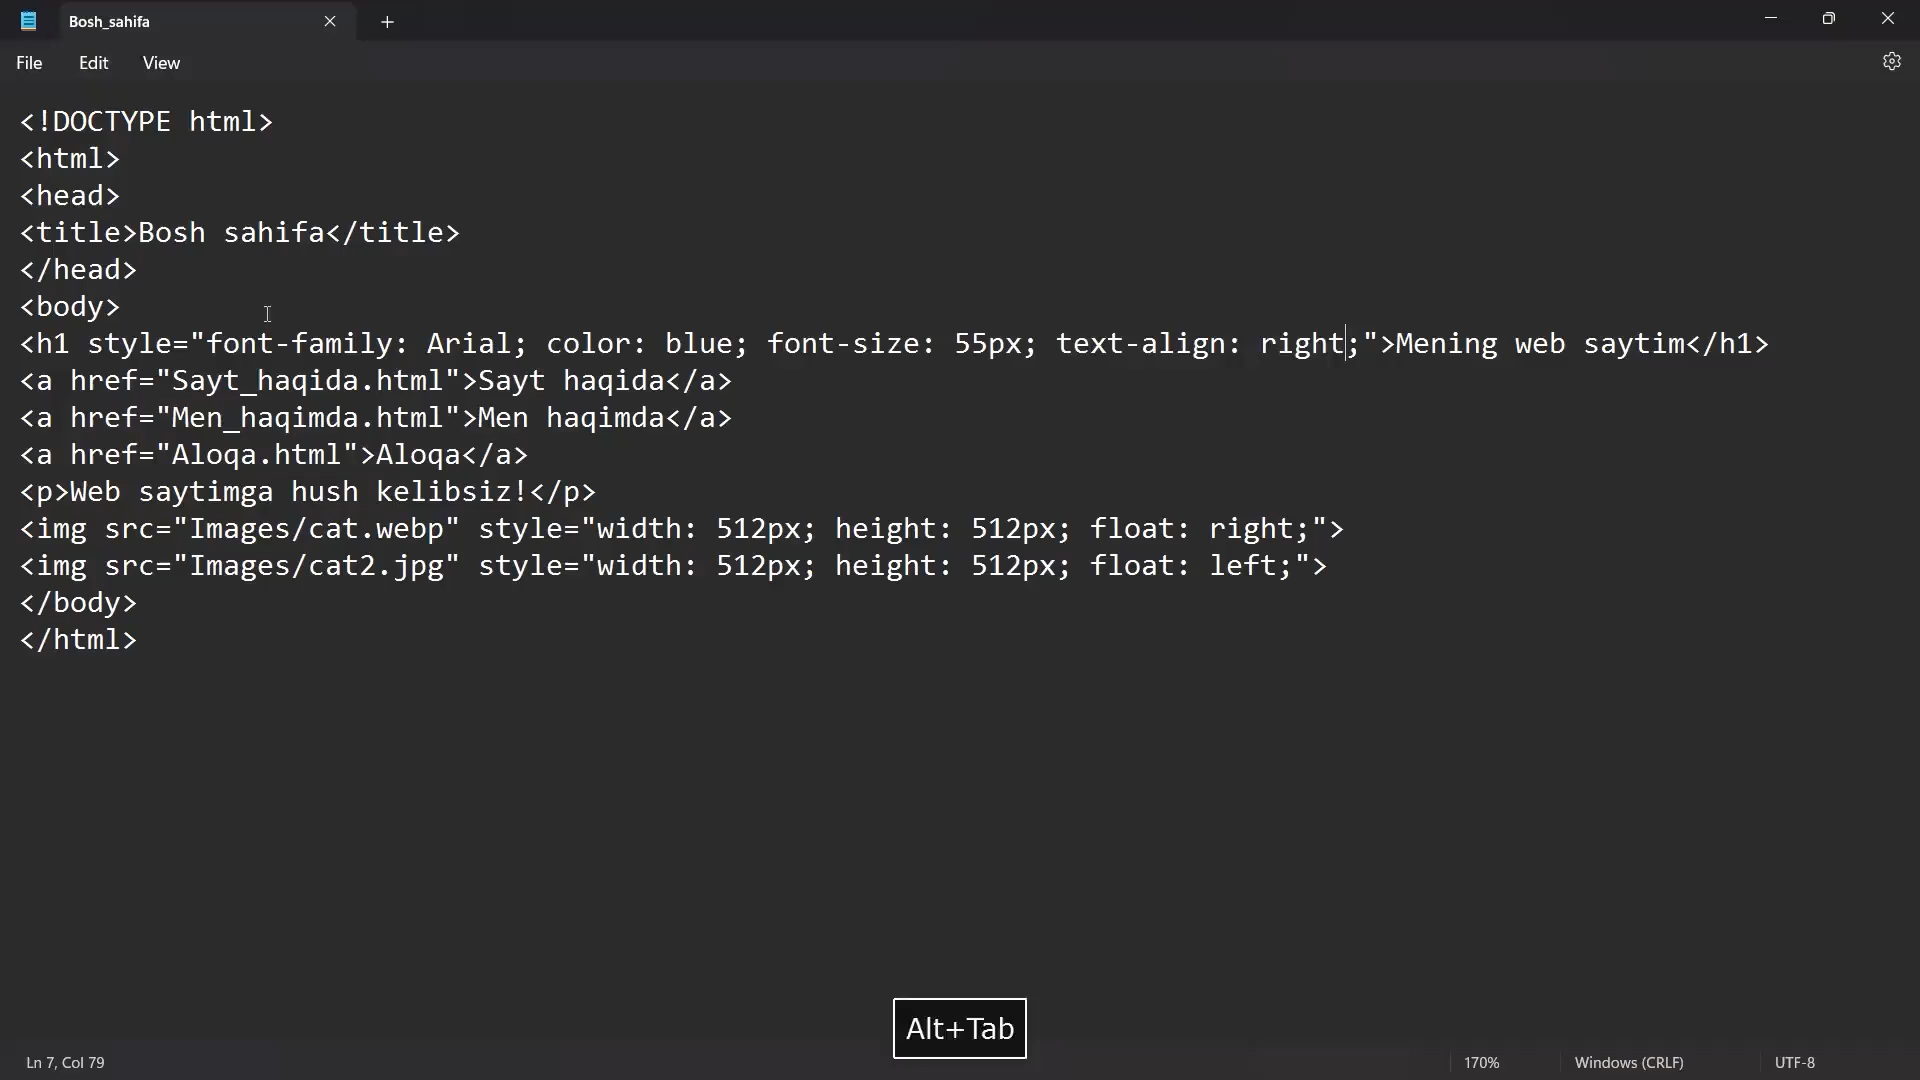 Bosh_sahifa
File Edit View
<!DOCTYPE html>
<html>
<head>
<title>Bosh sahifa</title>
</head>
<body>
<h1 style="font-family: Arial; color: blue; font-size: 55px; text-align: right;">Mening web saytim</h1>
<a href="Sayt_haqida.html">Sayt haqida</a>
<a href="Men_haqimda.html">Men haqimda</a>
<a href="Aloqa.html">Aloqa</a>
<p>Web saytimga hush kelibsiz!</p>
<img src="Images/cat.webp" style="width: 512px; height: 512px; float: right;">
<img src="Images/cat2.jpg" style="width: 512px; height: 512px; float: left;">
</body>
</html>
Alt+Tab
Ln 7, Col 79 170% Windows (CRLF) UTF-8